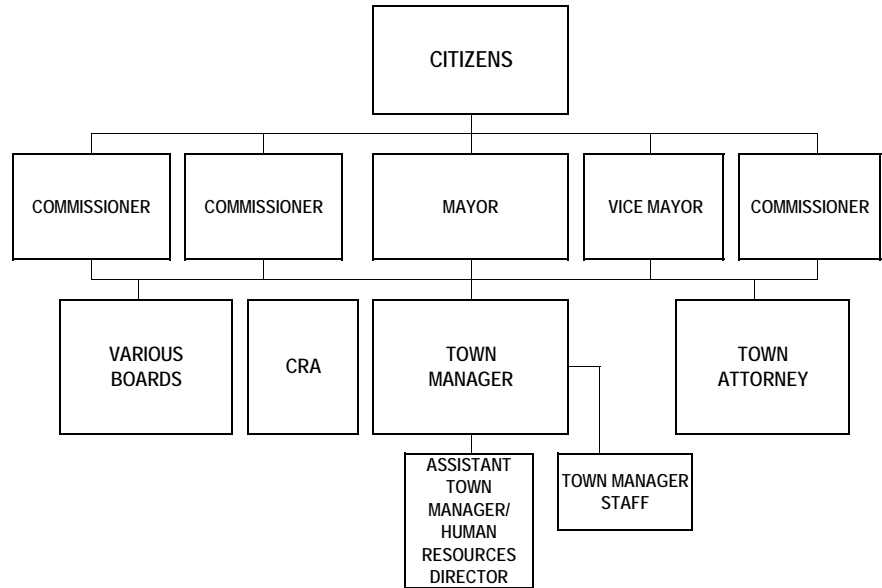 CITIZENS
COMMISSIONER
COMMISSIONER
MAYOR
VICE MAYOR
COMMISSIONER
VARIOUS
BOARDS
CRA
TOWN
MANAGER
TOWN
ATTORNEY
ASSISTANT
TOWN
MANAGER/
HUMAN
RESOURCES
DIRECTOR
TOWN MANAGER
STAFF